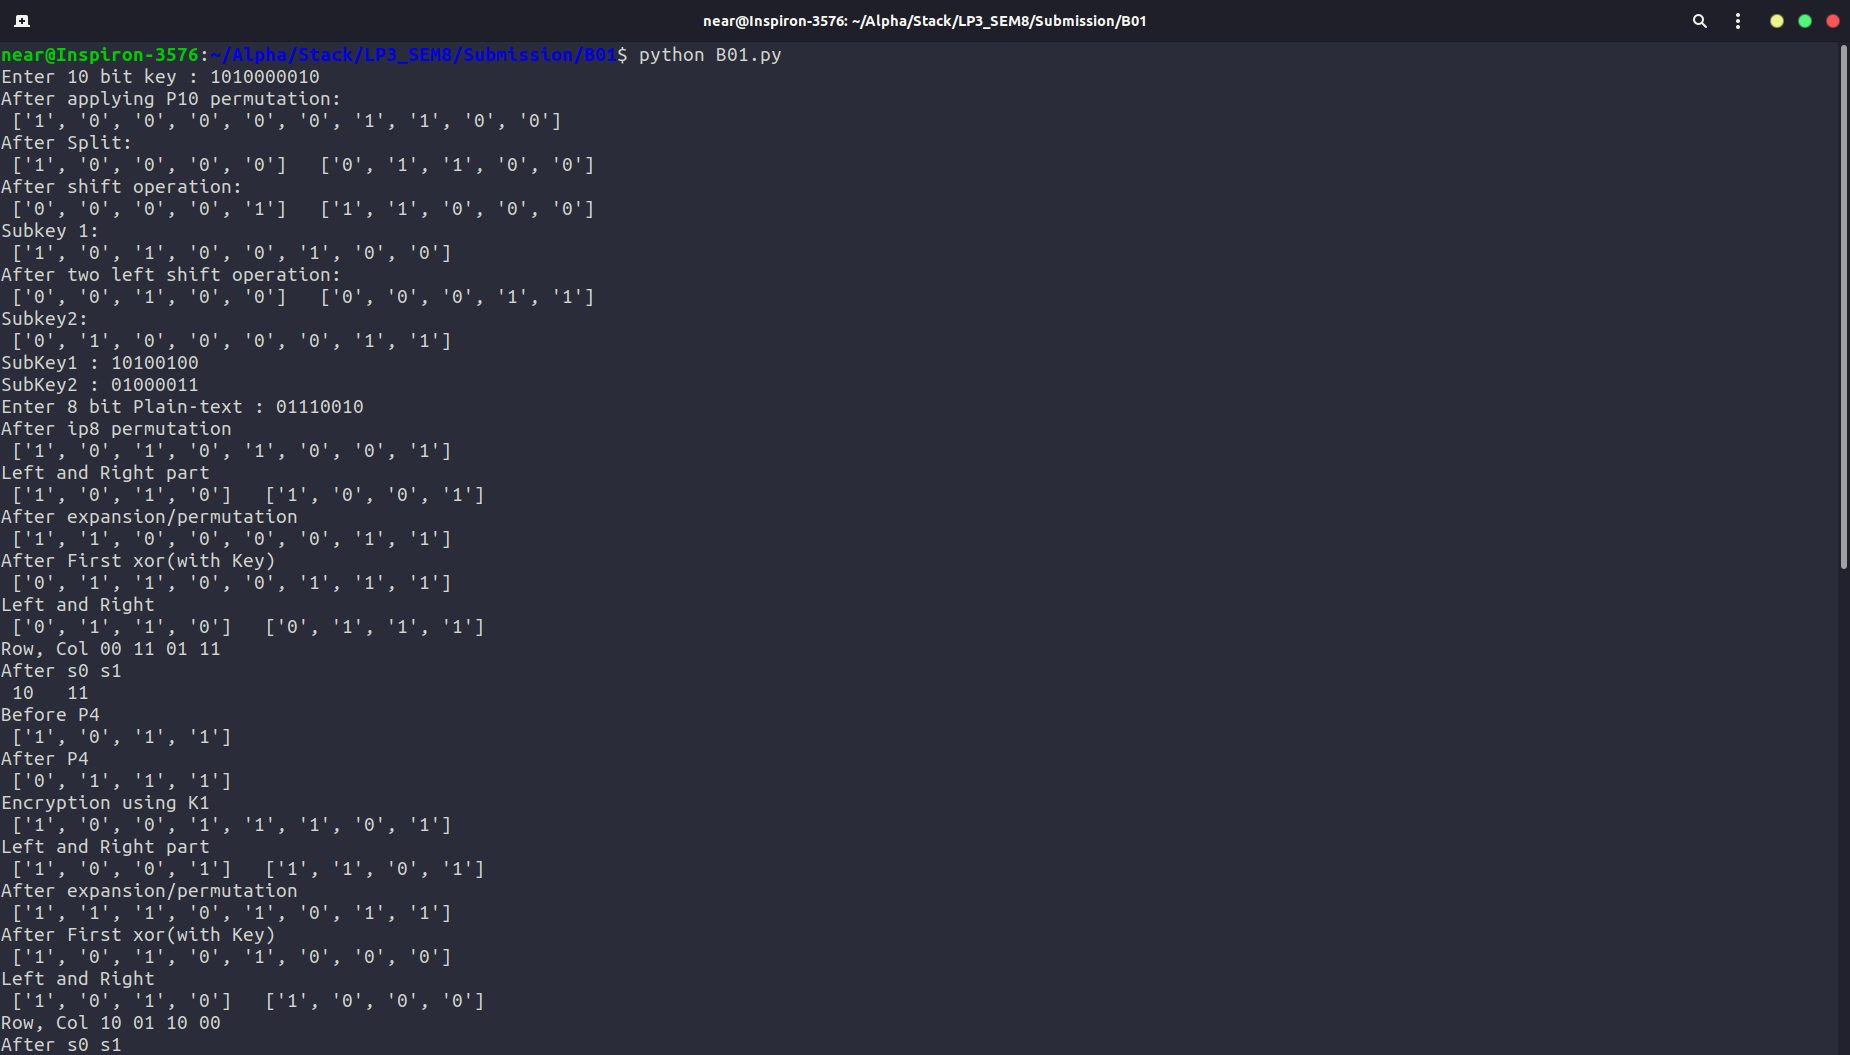 near@Inspiron-3576: ~/Alpha/Stack/LP3_SEM8/Submission/B01
near@Inspiron-3576:~/Alpha/Stack/LP3_SEM8/Submission/B01$ python B01.py
Enter 10 bit key : 1010000010
After applying P10 permutation:
 ['1', '0', '0', '0', '0', '0', '1', '1', '0', '0']
After Split:
 ['1', '0', '0', '0', '0']   ['0', '1', '1', '0', '0']
After shift operation:
 ['0', '0', '0', '0', '1']   ['1', '1', '0', '0', '0']
Subkey 1:
 ['1', '0', '1', '0', '0', '1', '0', '0']
After two left shift operation:
 ['0', '0', '1', '0', '0']   ['0', '0', '0', '1', '1']
Subkey2:
 ['0', '1', '0', '0', '0', '0', '1', '1']
SubKey1 : 10100100
SubKey2 : 01000011
Enter 8 bit Plain-text : 01110010
After ip8 permutation
 ['1', '0', '1', '0', '1', '0', '0', '1']
Left and Right part
 ['1', '0', '1', '0']   ['1', '0', '0', '1']
After expansion/permutation
 ['1', '1', '0', '0', '0', '0', '1', '1']
After First xor(with Key)
 ['0', '1', '1', '0', '0', '1', '1', '1']
Left and Right
 ['0', '1', '1', '0']   ['0', '1', '1', '1']
Row, Col 00 11 01 11
After s0 s1
 10   11
Before P4
 ['1', '0', '1', '1']
After P4
 ['0', '1', '1', '1']
Encryption using K1
 ['1', '0', '0', '1', '1', '1', '0', '1']
Left and Right part
 ['1', '0', '0', '1']   ['1', '1', '0', '1']
After expansion/permutation
 ['1', '1', '1', '0', '1', '0', '1', '1']
After First xor(with Key)
 ['1', '0', '1', '0', '1', '0', '0', '0']
Left and Right
 ['1', '0', '1', '0']   ['1', '0', '0', '0']
Row, Col 10 01 10 00
After s0 s1